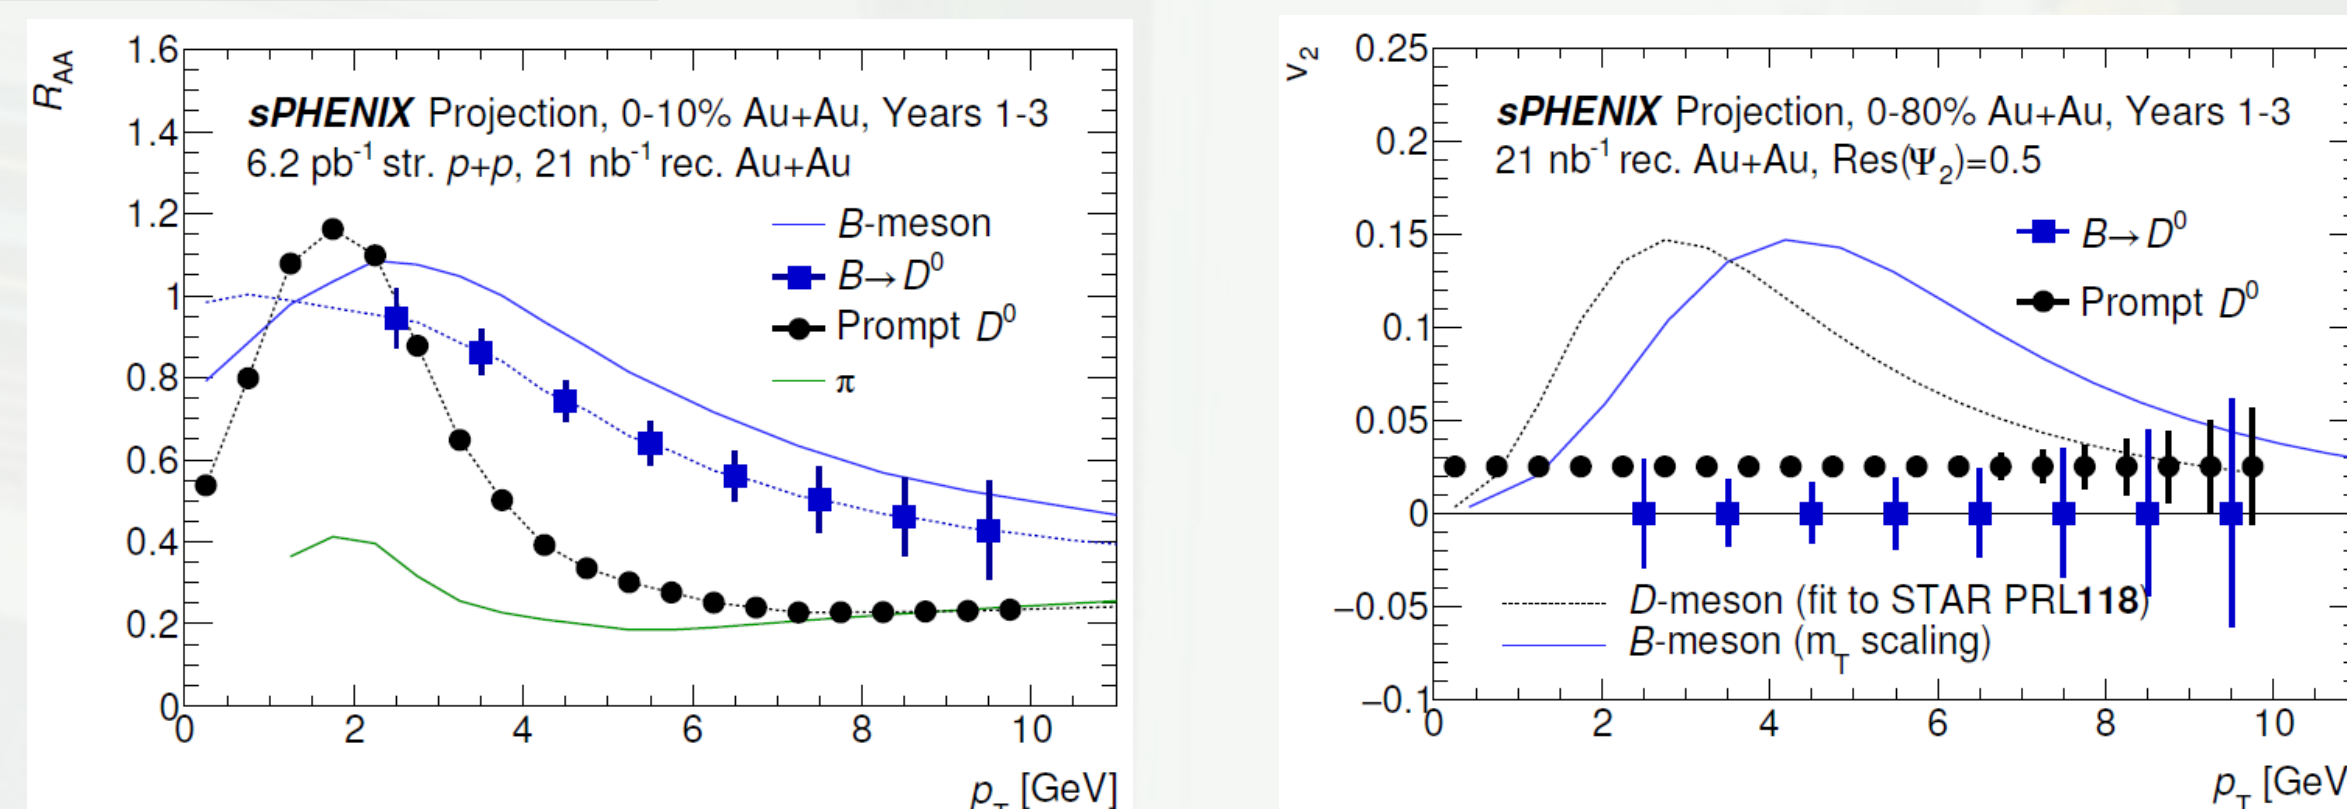 R_AA
1.6
1.4
1.2
1
0.8
0.6
0.4
0.2
0
sPHENIX Projection, 0-10% Au+Au, Years 1-3
6.2 pb⁻¹ str. p+p, 21 nb⁻¹ rec. Au+Au
B-meson
B→D⁰
Prompt D⁰
π
0 2 4 6 8 10
p_T [GeV]
v₂
0.25
0.2
0.15
0.1
0.05
0
−0.05
−0.1
sPHENIX Projection, 0-80% Au+Au, Years 1-3
21 nb⁻¹ rec. Au+Au, Res(Ψ₂)=0.5
B→D⁰
Prompt D⁰
D-meson (fit to STAR PRL118)
B-meson (m_T scaling)
0 2 4 6 8 10
p_T [GeV